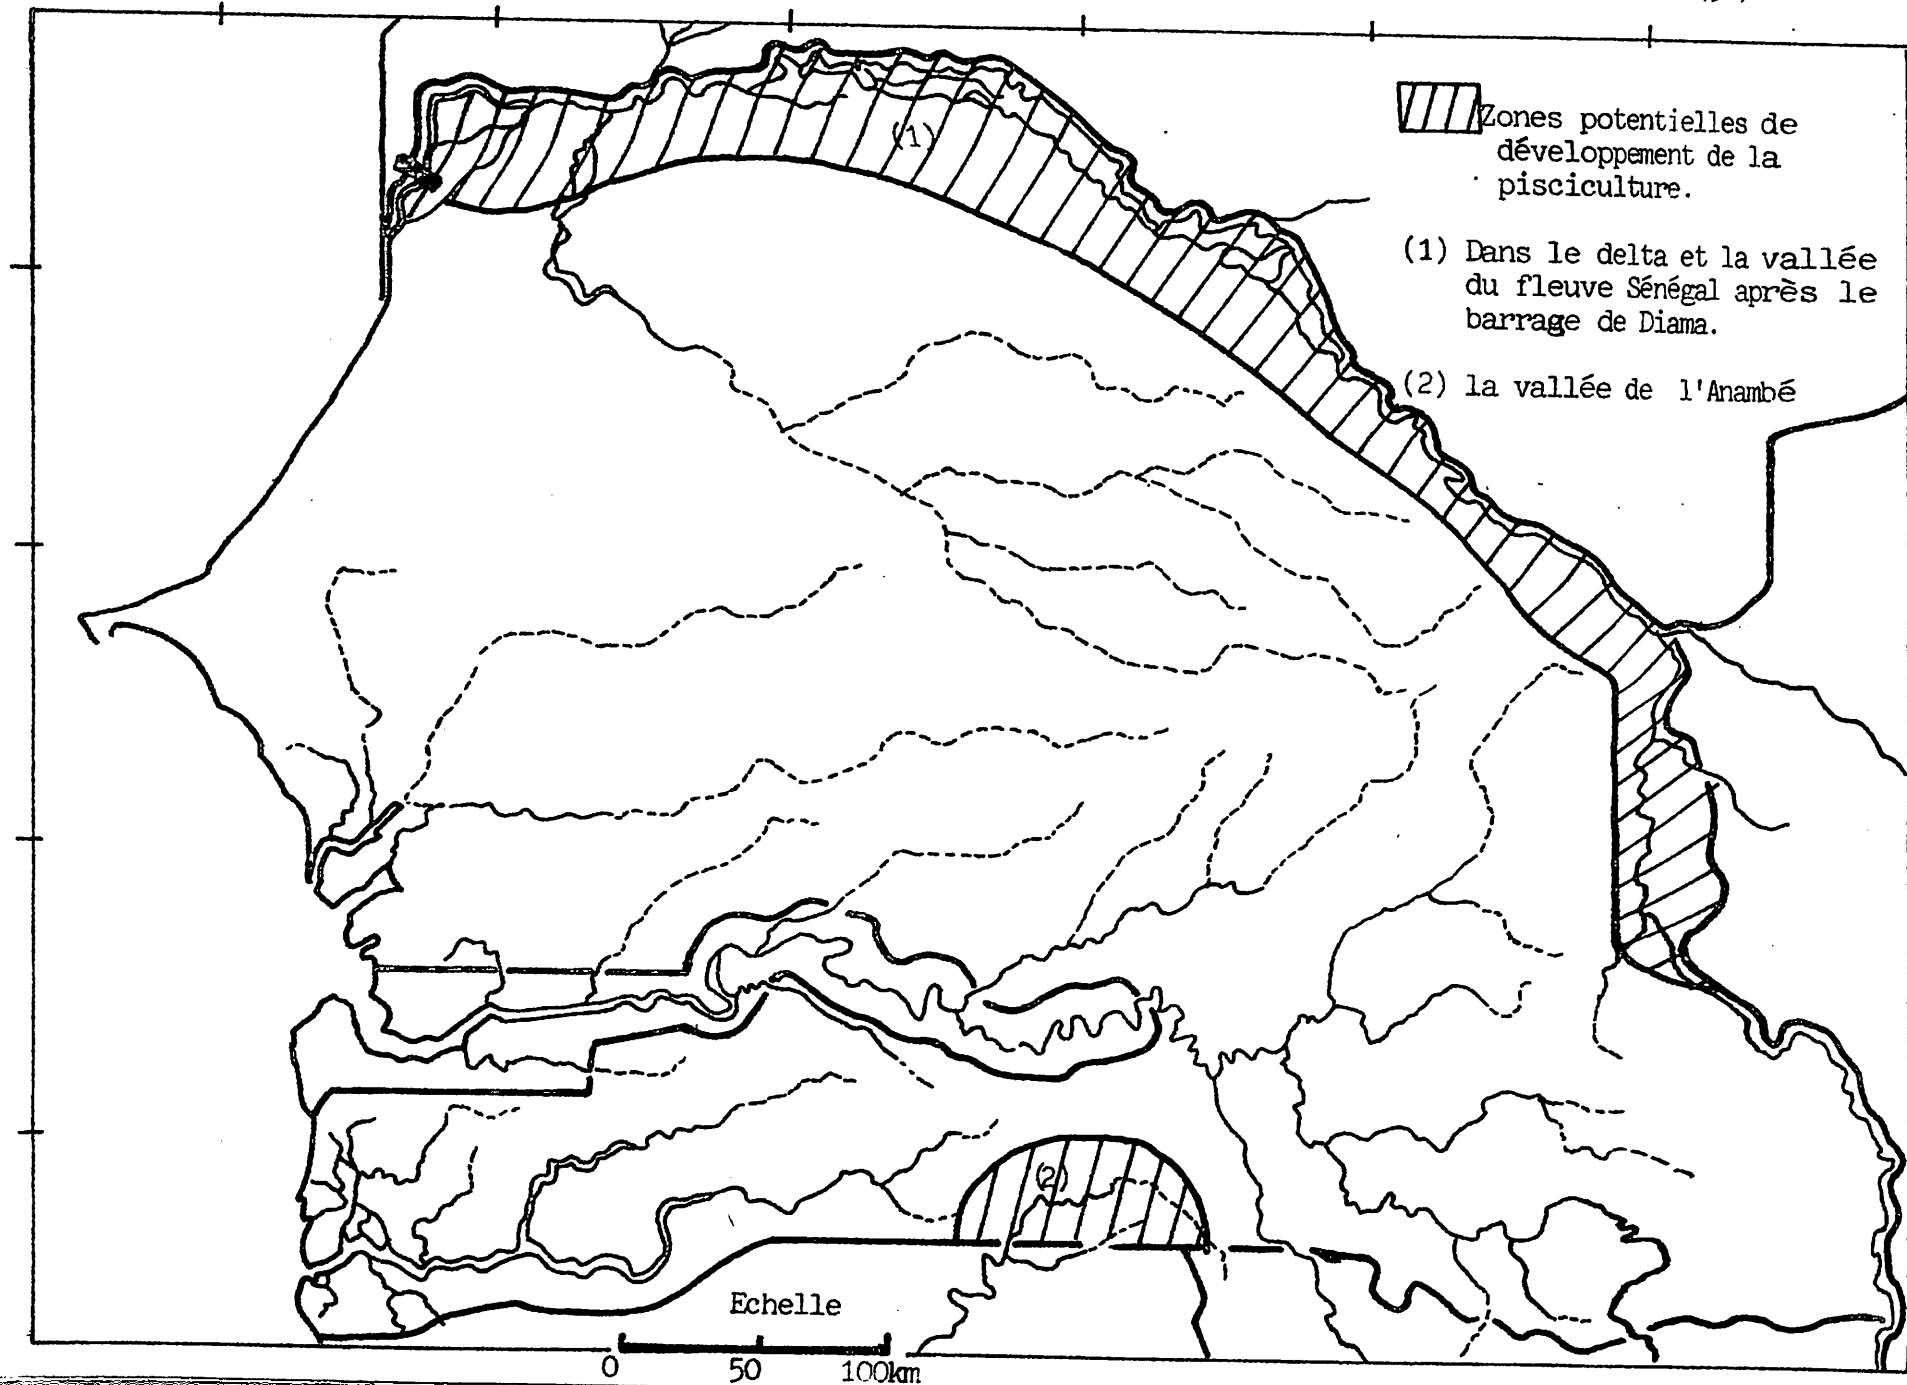 Zones potentielles de
développement de la
pisciculture.
(1) Dans le delta et la vallée
du fleuve Sénégal après le
barrage de Diama.
(2) la vallée de l'Anambé
(1)
(2)
Echelle
0 50 100km